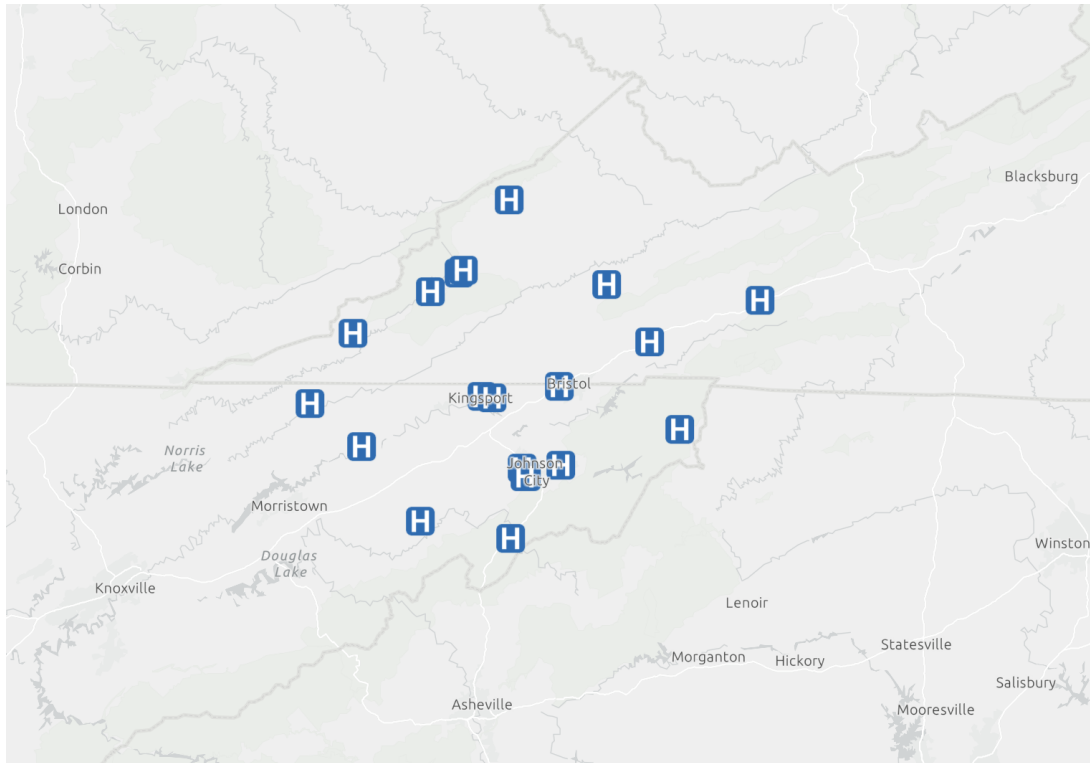 H
Blacksburg
London
H
H
Corbin
H
H
H
H
H
Bristol
H
H
Kingsport
H
H
H
H
Norris
Lake
H
Johnson
H
City
H
Morristown
H
H
Douglas
Lake
Winston
Knoxville
Lenoir
Statesville
Morganton
Hickory
Salisbury
Asheville
Mooresville